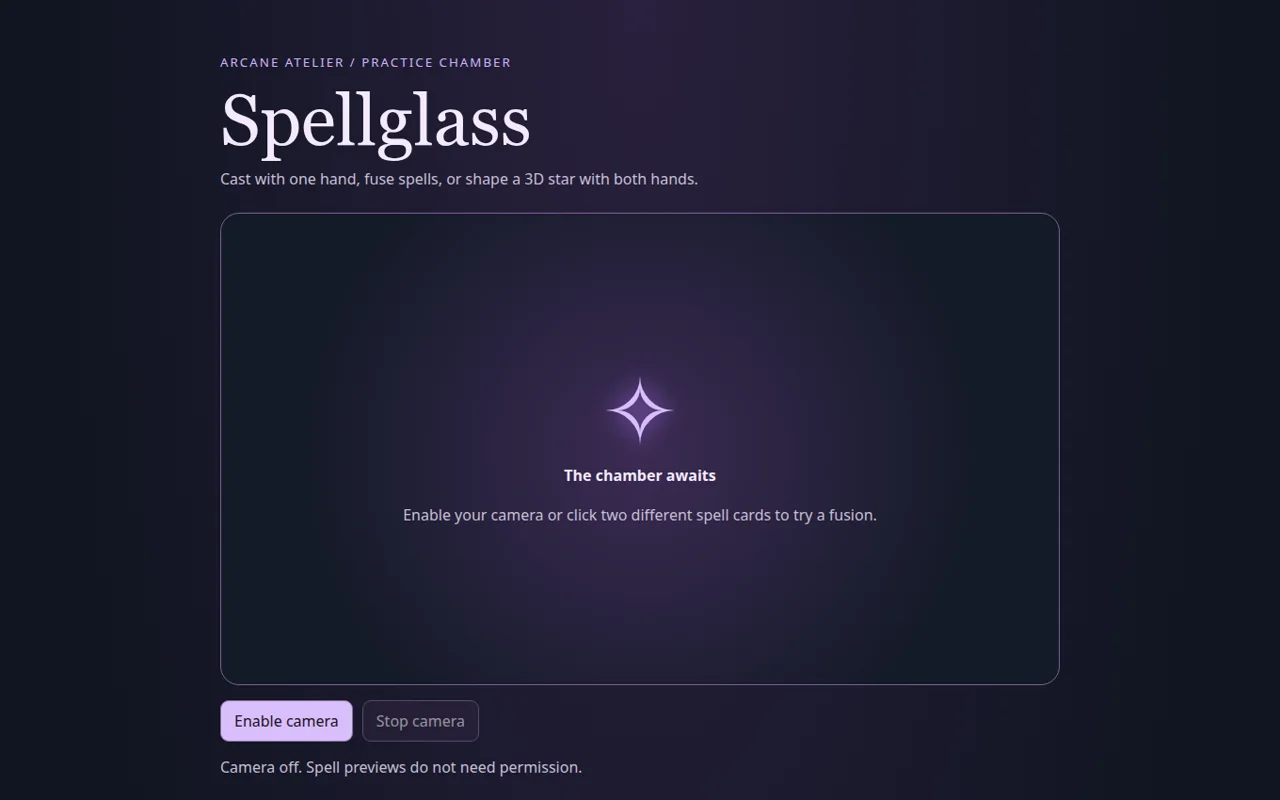 ARCANE ATELIER / PRACTICE CHAMBER
Spellglass
Cast with one hand, fuse spells, or shape a 3D star with both hands.
The chamber awaits
Enable your camera or click two different spell cards to try a fusion.
Enable camera
Stop camera
Camera off. Spell previews do not need permission.